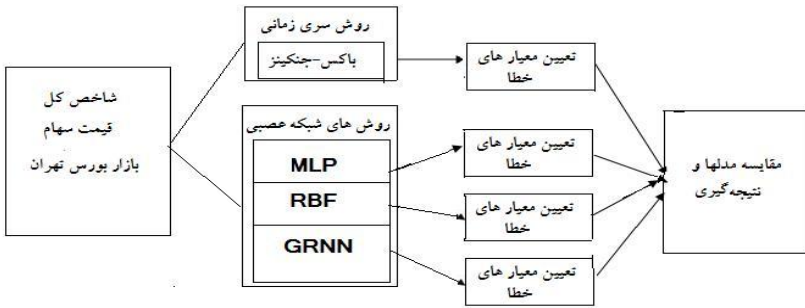 شاخص کل
قیمت سهام
بازار بورس تهران
روش سری زمانی
باکس-جنکینز
روش های شبکه عصبی
MLP
RBF
GRNN
تعیین معیار های
خطا
تعیین معیار های
خطا
تعیین معیار های
خطا
تعیین معیار های
خطا
مقایسه مدلها و
نتیجه‌گیری